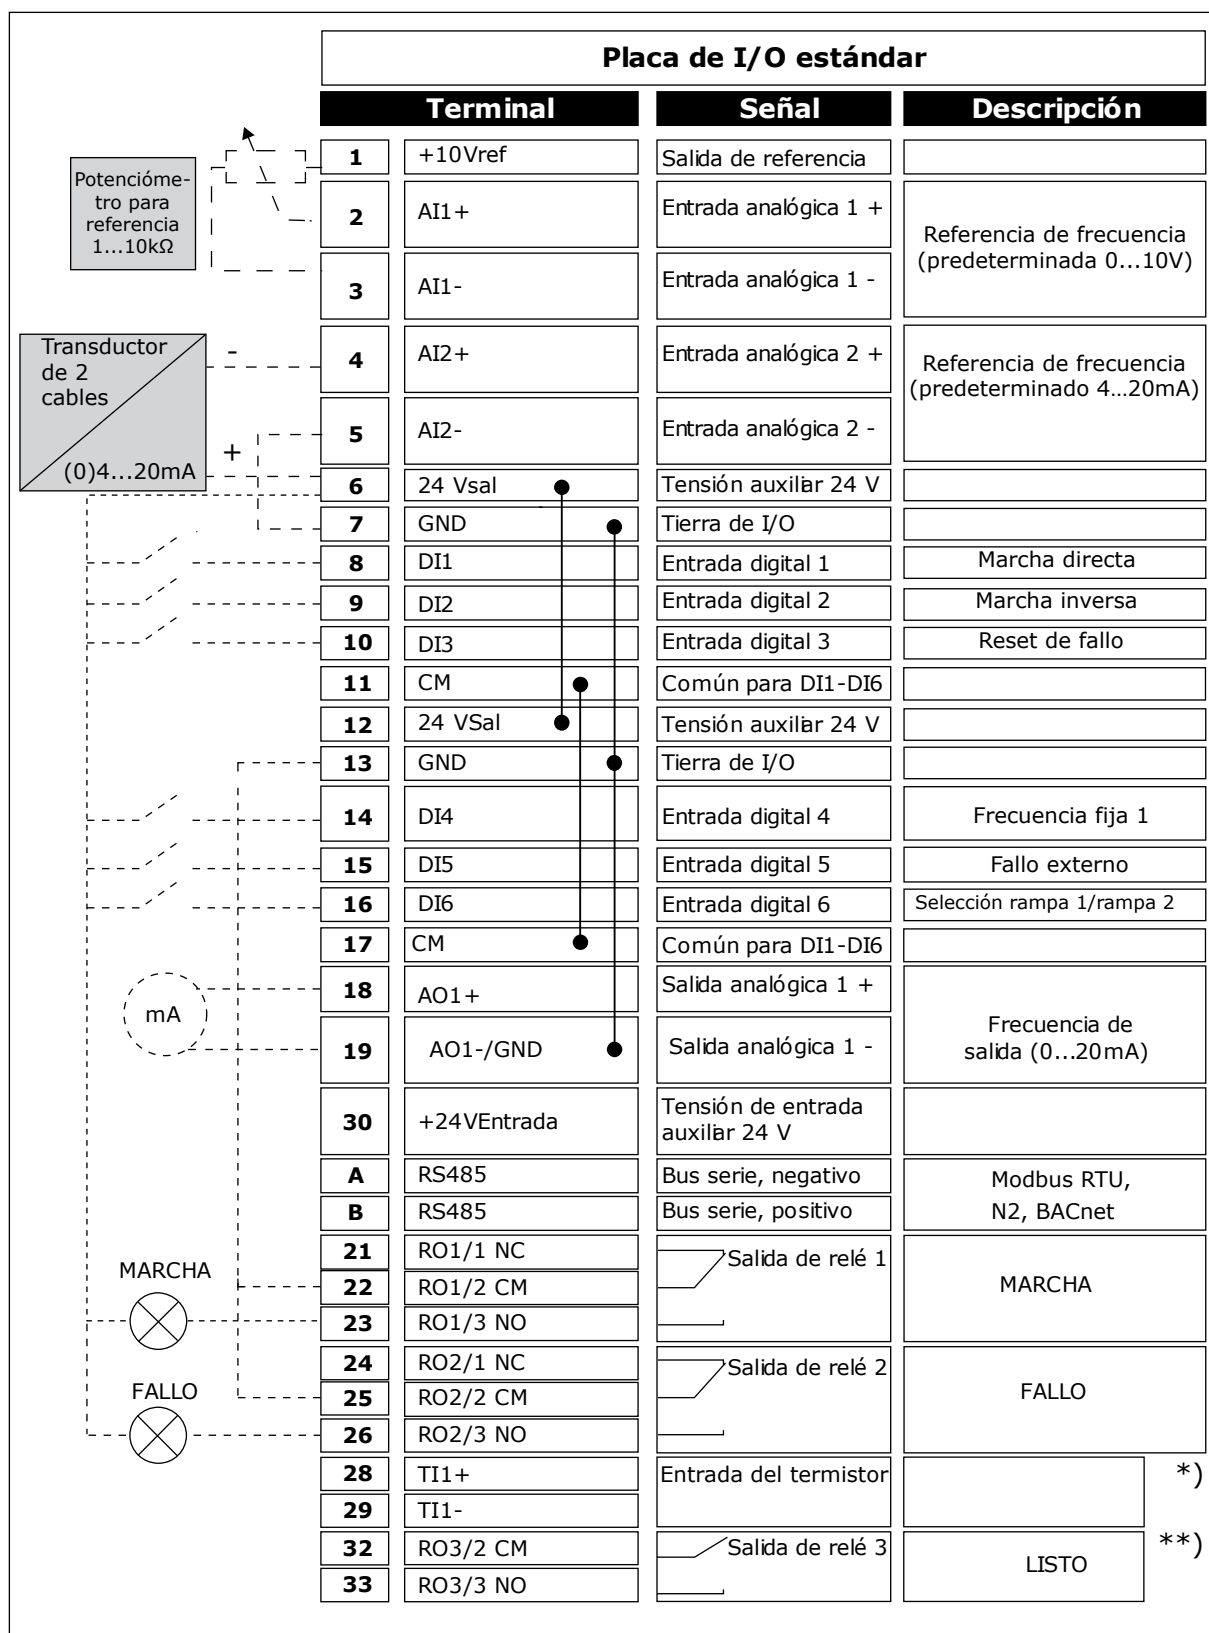 Placa de I/O estándar
Terminal Señal Descripción
Potencióme-
tro para
referencia
1...10kΩ
1 +10Vref Salida de referencia
2 AI1+ Entrada analógica 1 +
Referencia de frecuencia
(predeterminada 0...10V)
3 AI1- Entrada analógica 1 -
Transductor
de 2
cables
(0)4...20mA
-
+
4 AI2+ Entrada analógica 2 +
Referencia de frecuencia
(predeterminado 4...20mA)
5 AI2- Entrada analógica 2 -
6 24 Vsal Tensión auxiliar 24 V
7 GND Tierra de I/O
8 DI1 Entrada digital 1 Marcha directa
9 DI2 Entrada digital 2 Marcha inversa
10 DI3 Entrada digital 3 Reset de fallo
11 CM Común para DI1-DI6
12 24 VSal Tensión auxiliar 24 V
13 GND Tierra de I/O
14 DI4 Entrada digital 4 Frecuencia fija 1
15 DI5 Entrada digital 5 Fallo externo
16 DI6 Entrada digital 6 Selección rampa 1/rampa 2
17 CM Común para DI1-DI6
mA
18 AO1+ Salida analógica 1 +
Frecuencia de
salida (0...20mA)
19 AO1-/GND Salida analógica 1 -
30 +24VEntrada Tensión de entrada
auxiliar 24 V
A RS485 Bus serie, negativo Modbus RTU,
B RS485 Bus serie, positivo N2, BACnet
21 RO1/1 NC Salida de relé 1
MARCHA
22 RO1/2 CM MARCHA
23 RO1/3 NO
24 RO2/1 NC Salida de relé 2
FALLO
25 RO2/2 CM FALLO
26 RO2/3 NO
28 TI1+ Entrada del termistor *)
29 TI1-
32 RO3/2 CM Salida de relé 3 LISTO **)
33 RO3/3 NO